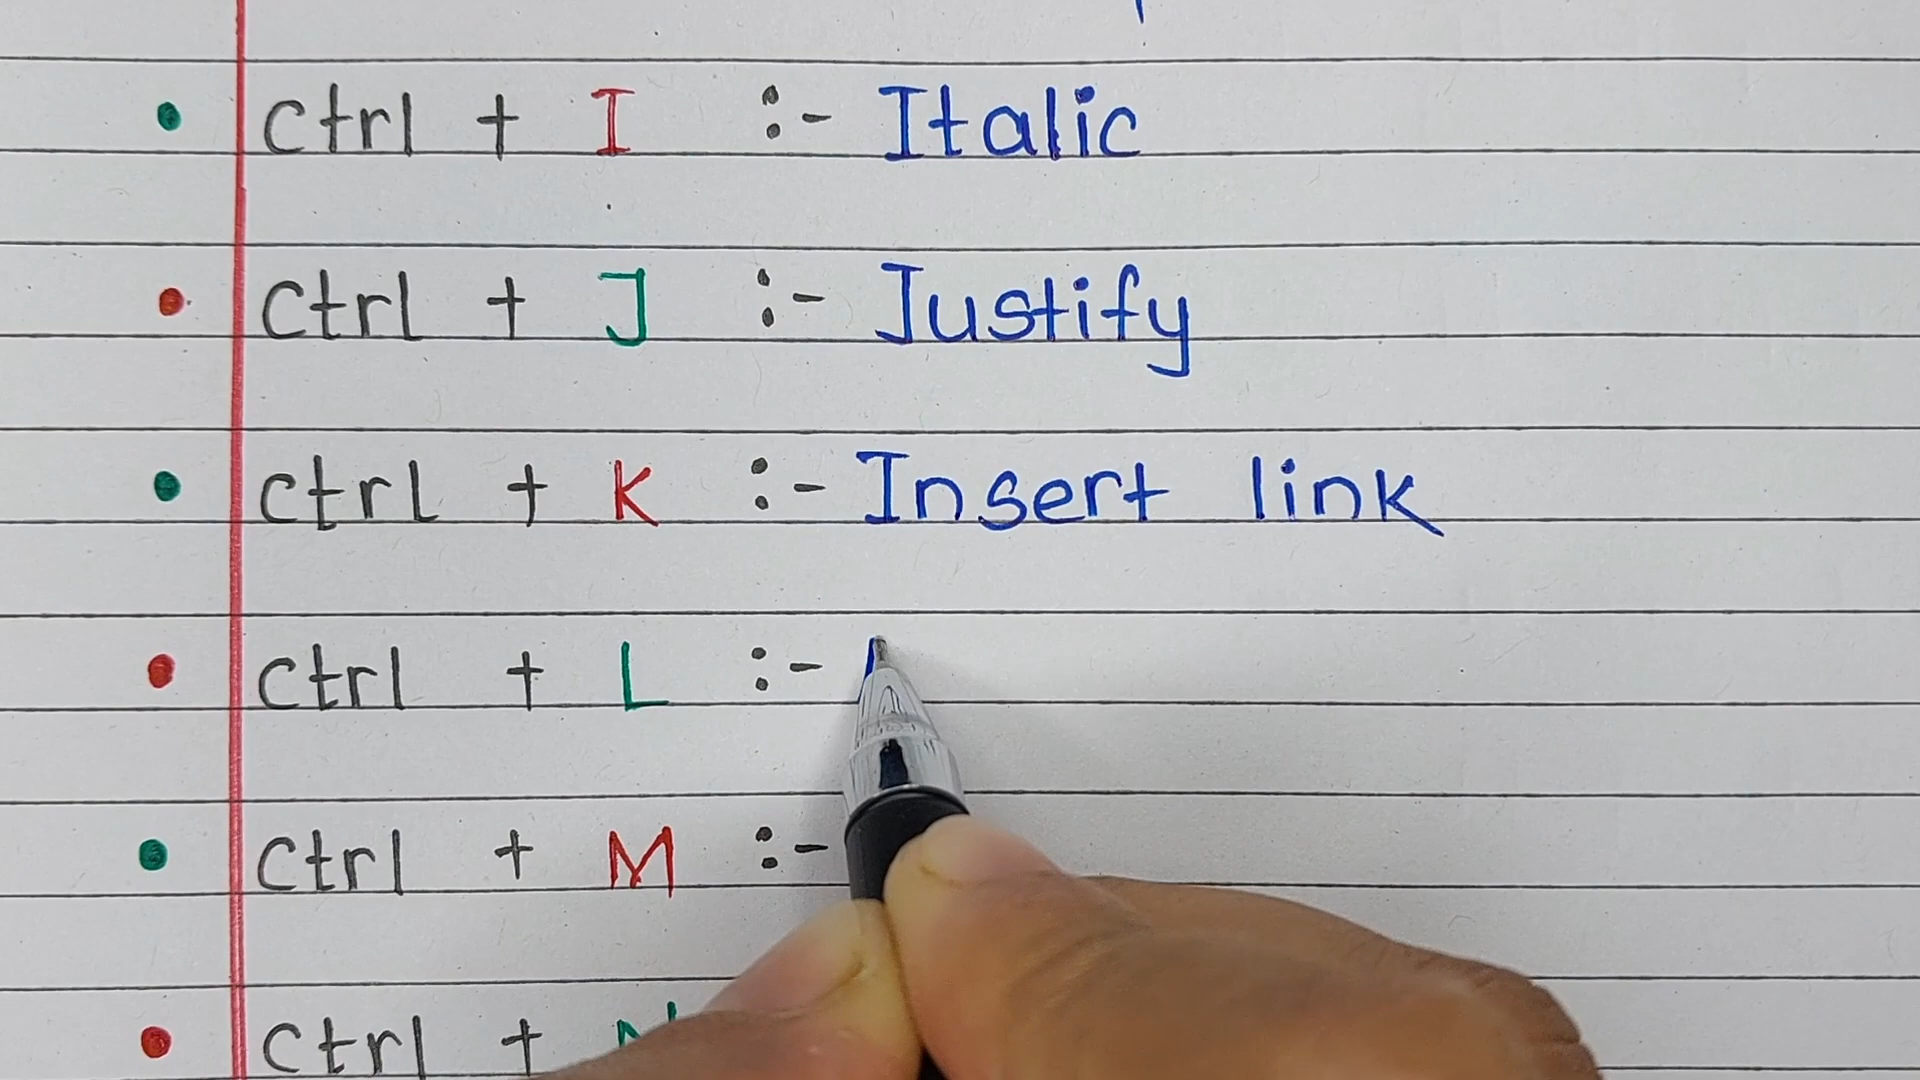 Ctrl + I :- Italic
Ctrl + J :- Justify
Ctrl + K :- Insert link
Ctrl + L :-
Ctrl + M :-
Ctrl + N